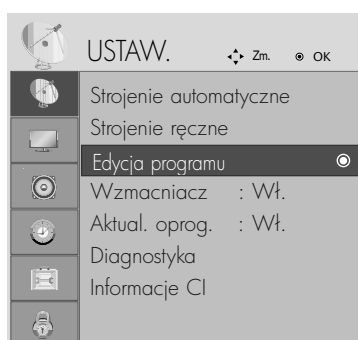 USTAW. Zm. OK
Strojenie automatyczne
Strojenie ręczne
Edycja programu
Wzmacniacz : Wł.
Aktual. oprog. : Wł.
Diagnostyka
Informacje CI